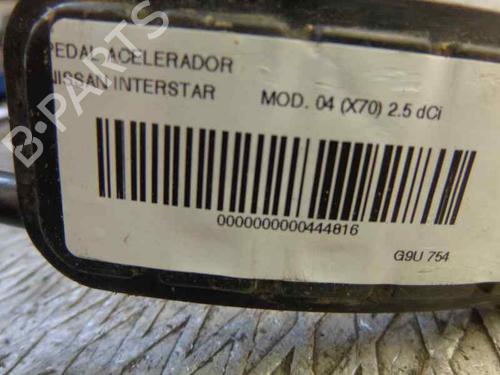 PEDAL ACELERADOR
NISSAN INTERSTAR MOD. 04 (X70) 2.5 dCi
0000000000444816
G9U 754
B-PARTS